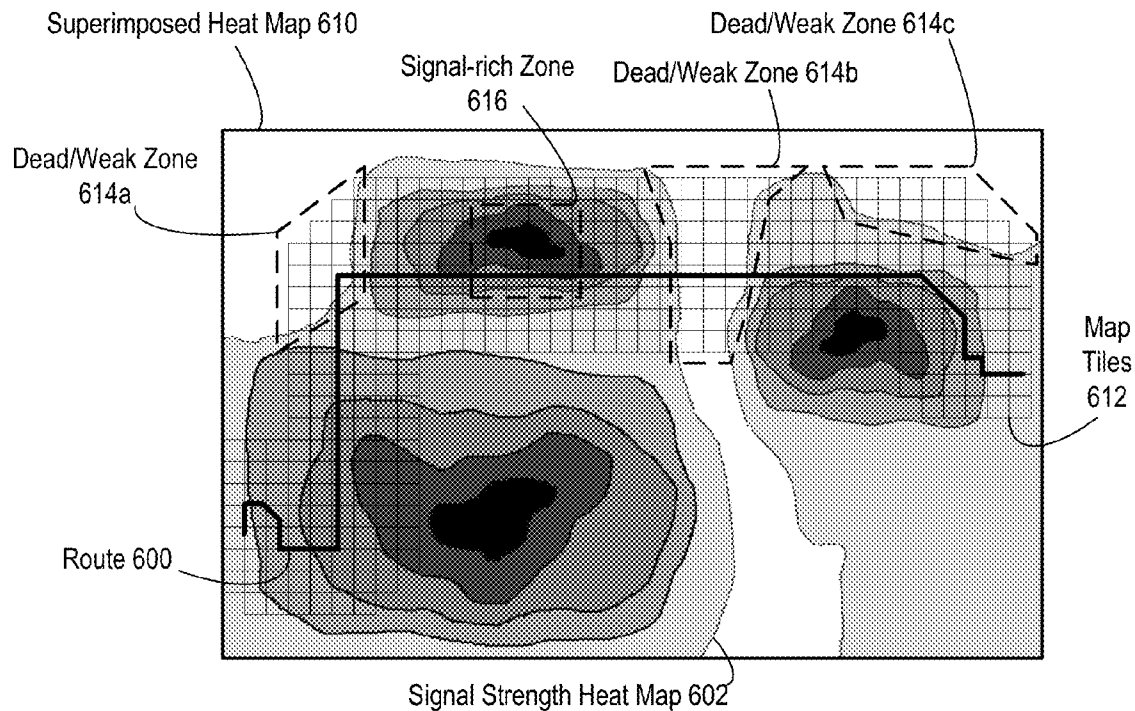 Superimposed Heat Map 610
Dead/Weak Zone 614c
Signal-rich Zone
616
Dead/Weak Zone 614b
Dead/Weak Zone
614a
Map
Tiles
612
Route 600
Signal Strength Heat Map 602